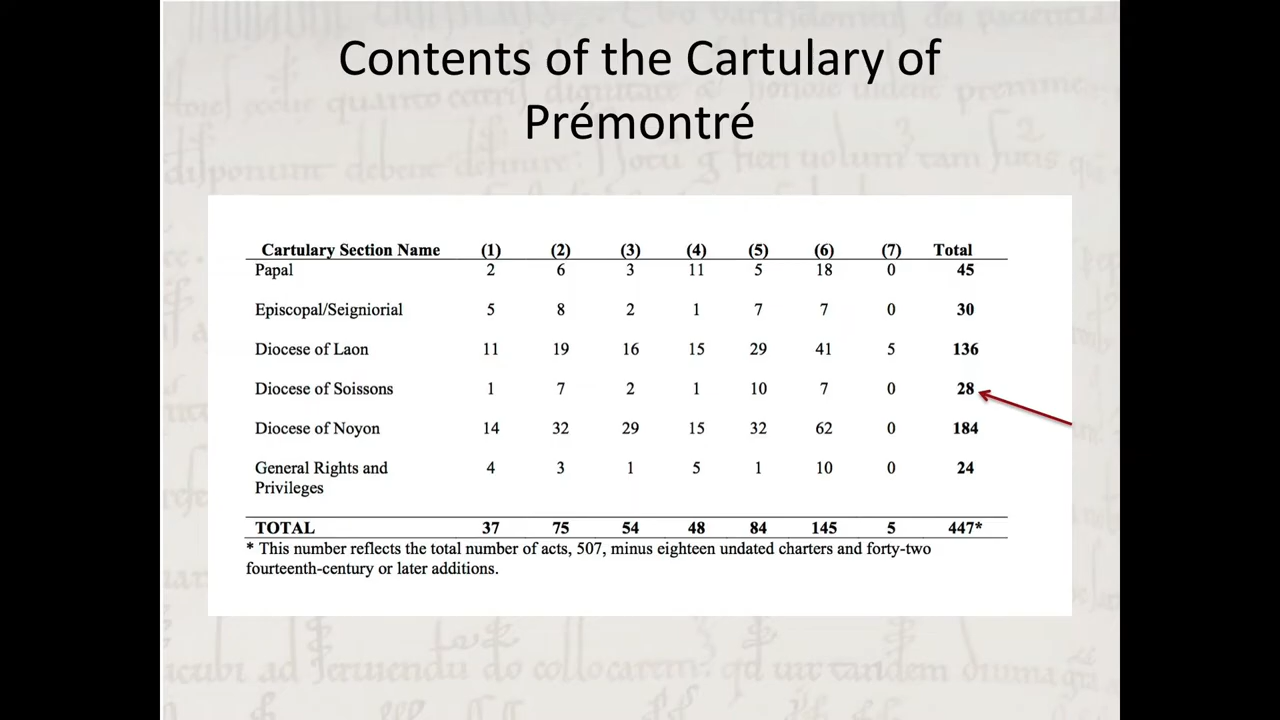 Contents of the Cartulary of
Prémontré
Cartulary Section Name (1) (2) (3) (4) (5) (6) (7) Total
Papal 2 6 3 11 5 18 0 45
Episcopal/Seigniorial 5 8 2 1 7 7 0 30
Diocese of Laon 11 19 16 15 29 41 5 136
Diocese of Soissons 1 7 2 1 10 7 0 28
Diocese of Noyon 14 32 29 15 32 62 0 184
General Rights and 4 3 1 5 1 10 0 24
Privileges
TOTAL 37 75 54 48 84 145 5 447*
* This number reflects the total number of acts, 507, minus eighteen undated charters and forty-two
fourteenth-century or later additions.